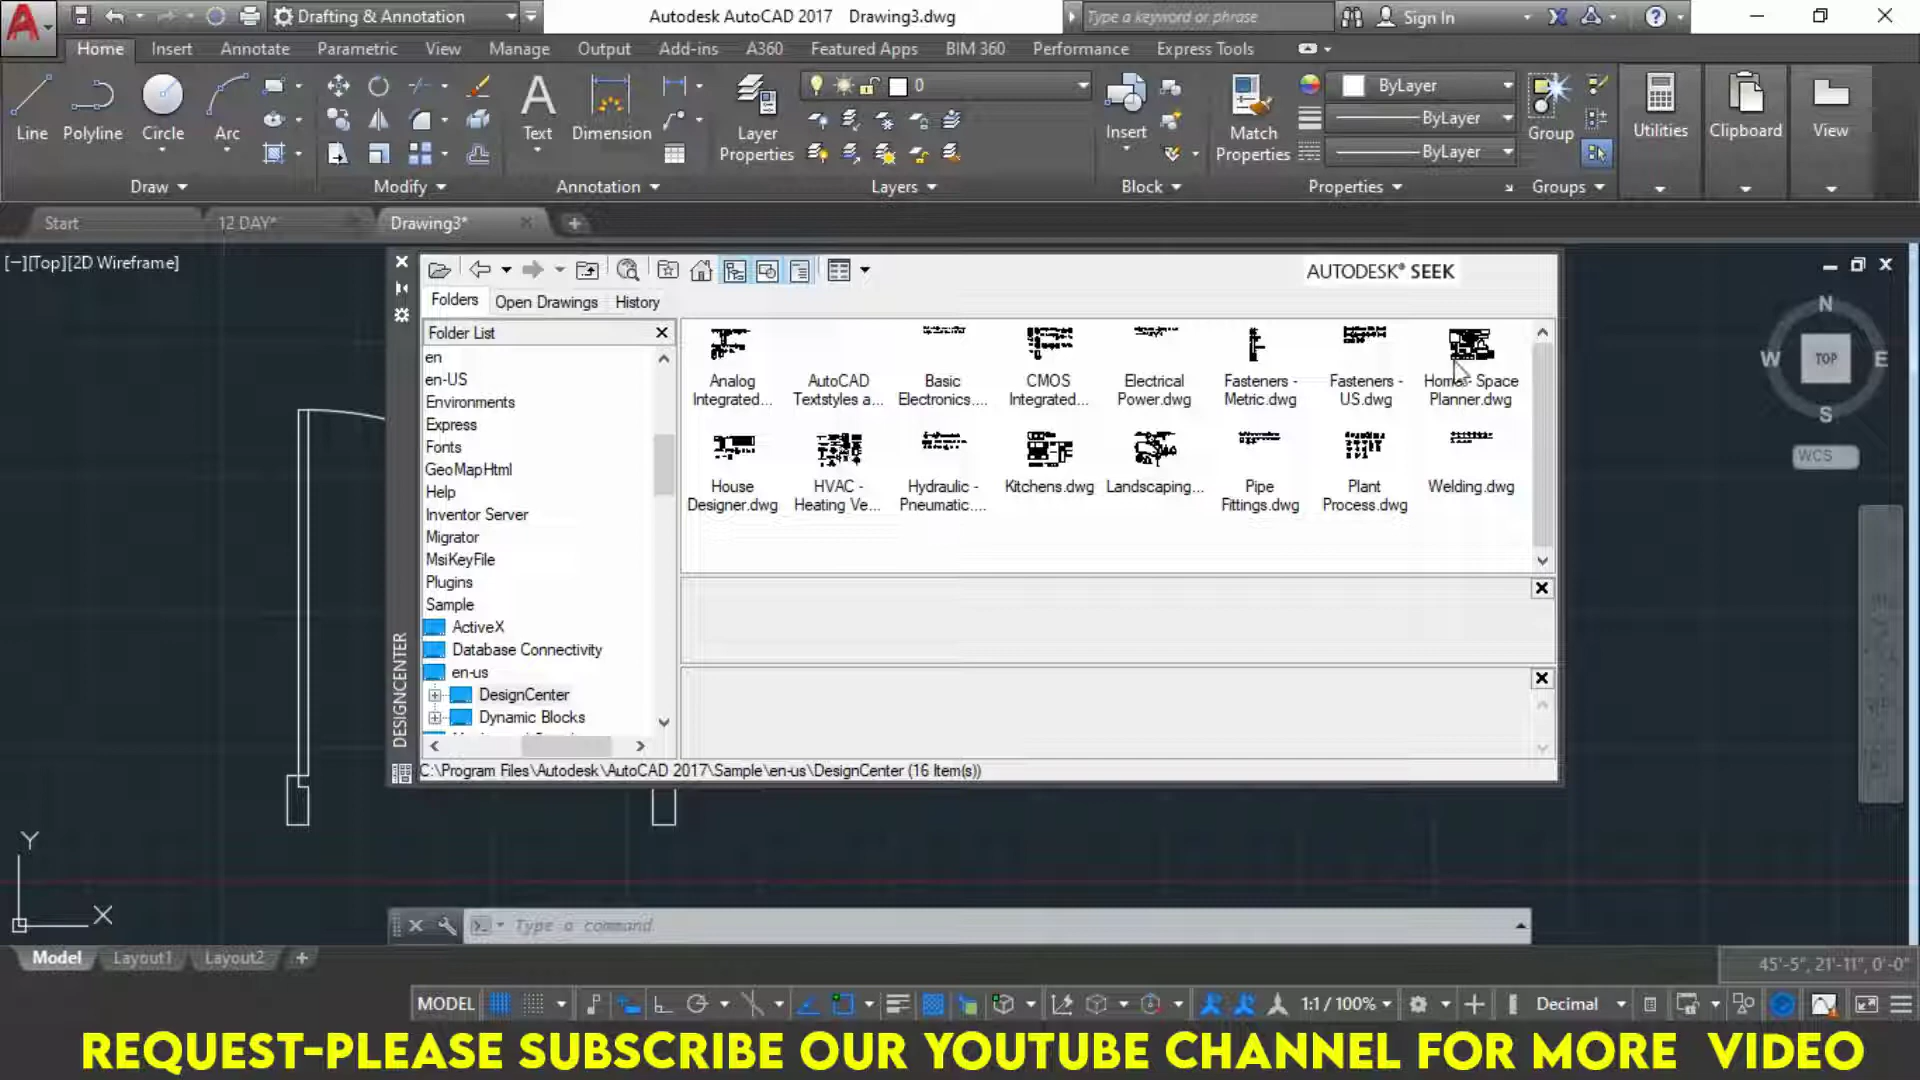 Drafting & Annotation
Autodesk AutoCAD 2017 Drawing3.dwg
Type a keyword or phrase
Sign In
Home Insert Annotate Parametric View Manage Output Add-ins A360 Featured Apps BIM 360 Performance Express Tools
0
ByLayer
ByLayer
ByLayer
Line Polyline Circle Arc Text Dimension Layer Properties Insert Match Properties Group Utilities Clipboard View
Draw Modify Annotation Layers Block Properties Groups
Start 12 DAY* Drawing3*
[−][Top][2D Wireframe]
AUTODESK® SEEK
Folders Open Drawings History
Folder List
en
en-US
Environments
Express
Fonts
GeoMapHtml
Help
Inventor Server
Migrator
MsiKeyFile
Plugins
Sample
ActiveX
Database Connectivity
en-us
DesignCenter
Dynamic Blocks
Analog Integrated...
AutoCAD Textstyles a...
Basic Electronics....
CMOS Integrated...
Electrical Power.dwg
Fasteners - Metric.dwg
Fasteners - US.dwg
Home - Space Planner.dwg
House Designer.dwg
HVAC - Heating Ve...
Hydraulic - Pneumatic....
Kitchens.dwg
Landscaping...
Pipe Fittings.dwg
Plant Process.dwg
Welding.dwg
DESIGNCENTER
C:\Program Files\Autodesk\AutoCAD 2017\Sample\en-us\DesignCenter (16 Item(s))
N
W TOP E
S
WCS
Y
X
Type a command
Model Layout1 Layout2
45'-5", 21'-11", 0'-0"
MODEL 1:1 / 100% Decimal
REQUEST-PLEASE SUBSCRIBE OUR YOUTUBE CHANNEL FOR MORE VIDEO